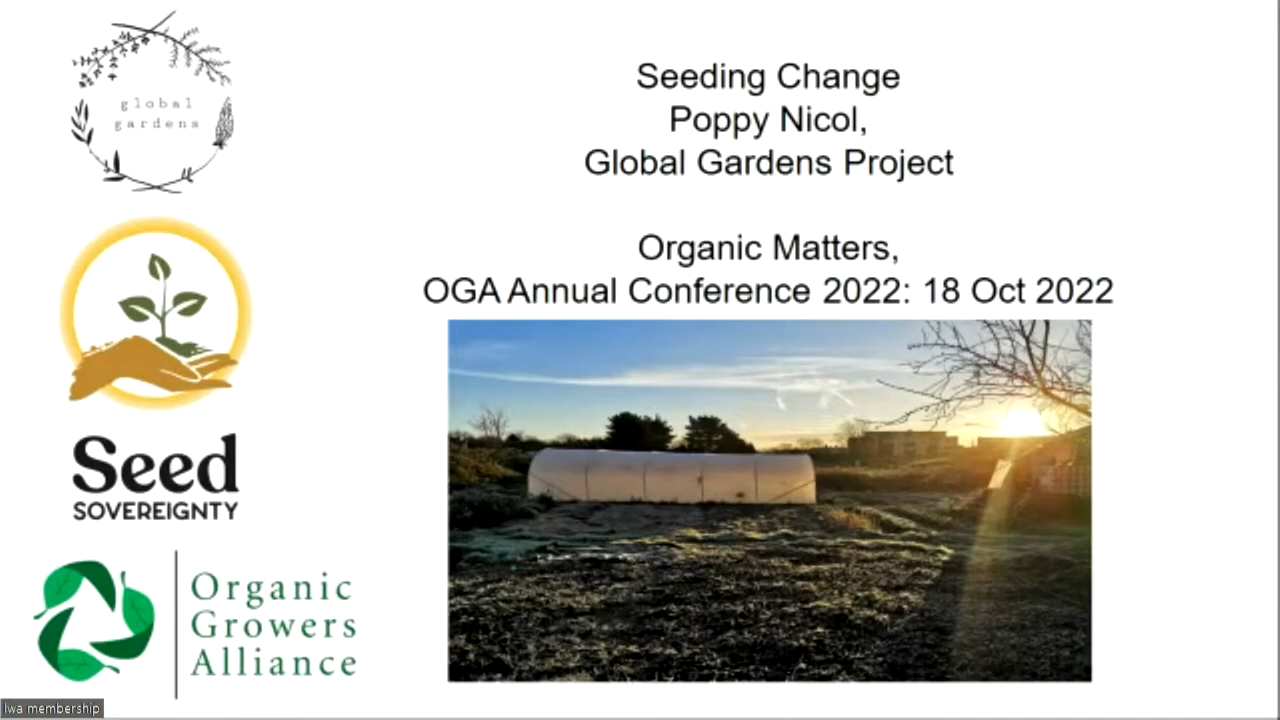 global
gardens
Seeding Change
Poppy Nicol,
Global Gardens Project
Organic Matters,
OGA Annual Conference 2022: 18 Oct 2022
Seed
SOVEREIGNTY
Organic
Growers
Alliance
lwa membership